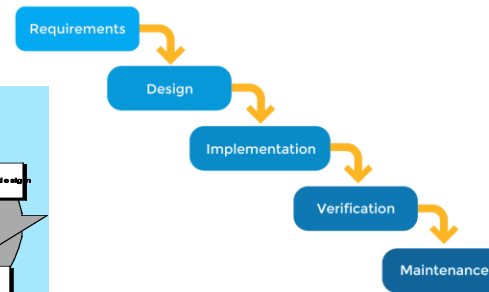 Requirements
Design
Implementation
design
Verification
Maintenance